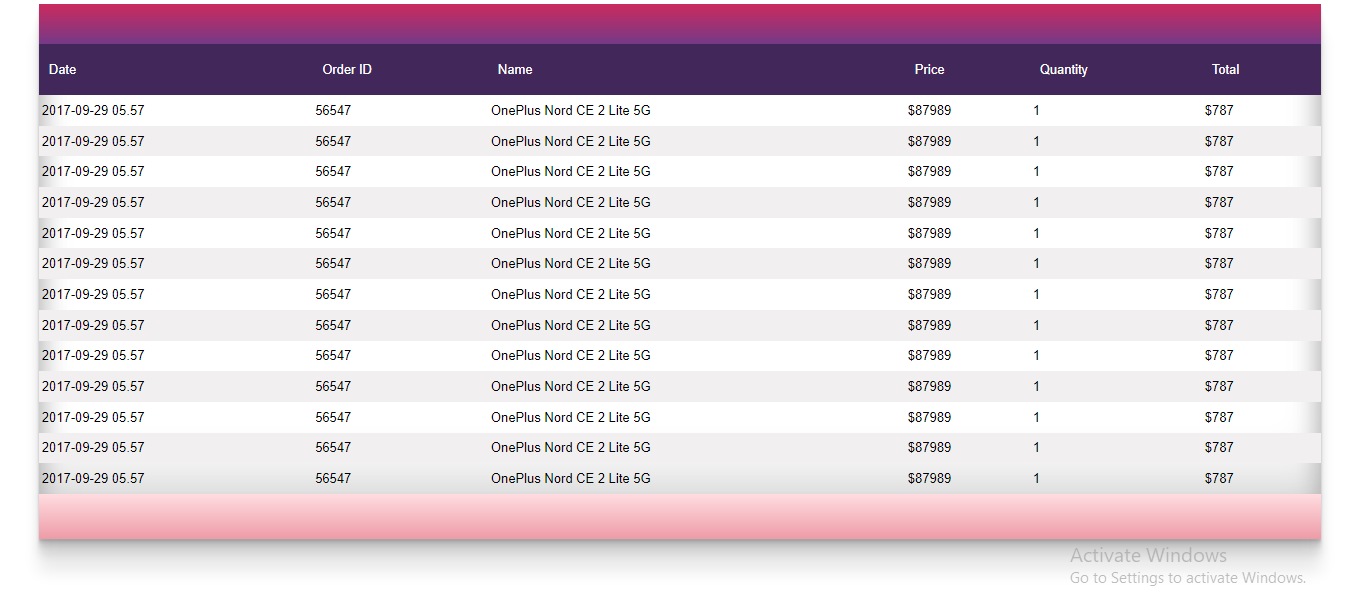 Date Order ID Name Price Quantity Total
2017-09-29 05.57 56547 OnePlus Nord CE 2 Lite 5G $87989 1 $787
2017-09-29 05.57 56547 OnePlus Nord CE 2 Lite 5G $87989 1 $787
2017-09-29 05.57 56547 OnePlus Nord CE 2 Lite 5G $87989 1 $787
2017-09-29 05.57 56547 OnePlus Nord CE 2 Lite 5G $87989 1 $787
2017-09-29 05.57 56547 OnePlus Nord CE 2 Lite 5G $87989 1 $787
2017-09-29 05.57 56547 OnePlus Nord CE 2 Lite 5G $87989 1 $787
2017-09-29 05.57 56547 OnePlus Nord CE 2 Lite 5G $87989 1 $787
2017-09-29 05.57 56547 OnePlus Nord CE 2 Lite 5G $87989 1 $787
2017-09-29 05.57 56547 OnePlus Nord CE 2 Lite 5G $87989 1 $787
2017-09-29 05.57 56547 OnePlus Nord CE 2 Lite 5G $87989 1 $787
2017-09-29 05.57 56547 OnePlus Nord CE 2 Lite 5G $87989 1 $787
2017-09-29 05.57 56547 OnePlus Nord CE 2 Lite 5G $87989 1 $787
2017-09-29 05.57 56547 OnePlus Nord CE 2 Lite 5G $87989 1 $787
Activate Windows
Go to Settings to activate Windows.